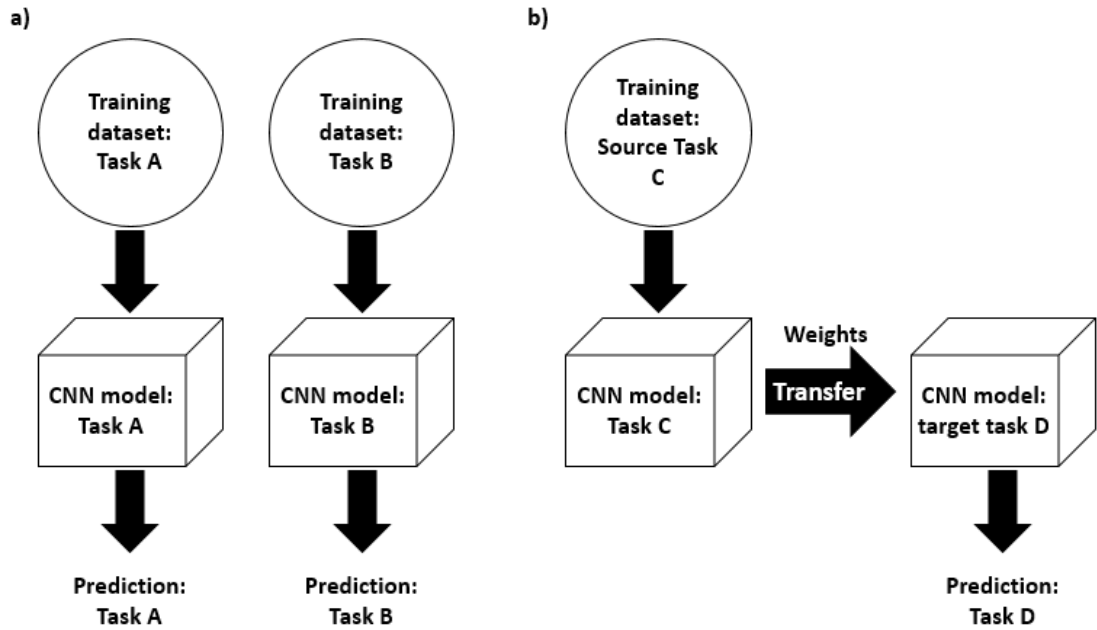 a)
Training
dataset:
Task A
Training
dataset:
Task B
CNN model:
Task A
CNN model:
Task B
Prediction:
Task A
Prediction:
Task B
b)
Training
dataset:
Source Task
C
CNN model:
Task C
Weights
Transfer
CNN model:
target task D
Prediction:
Task D